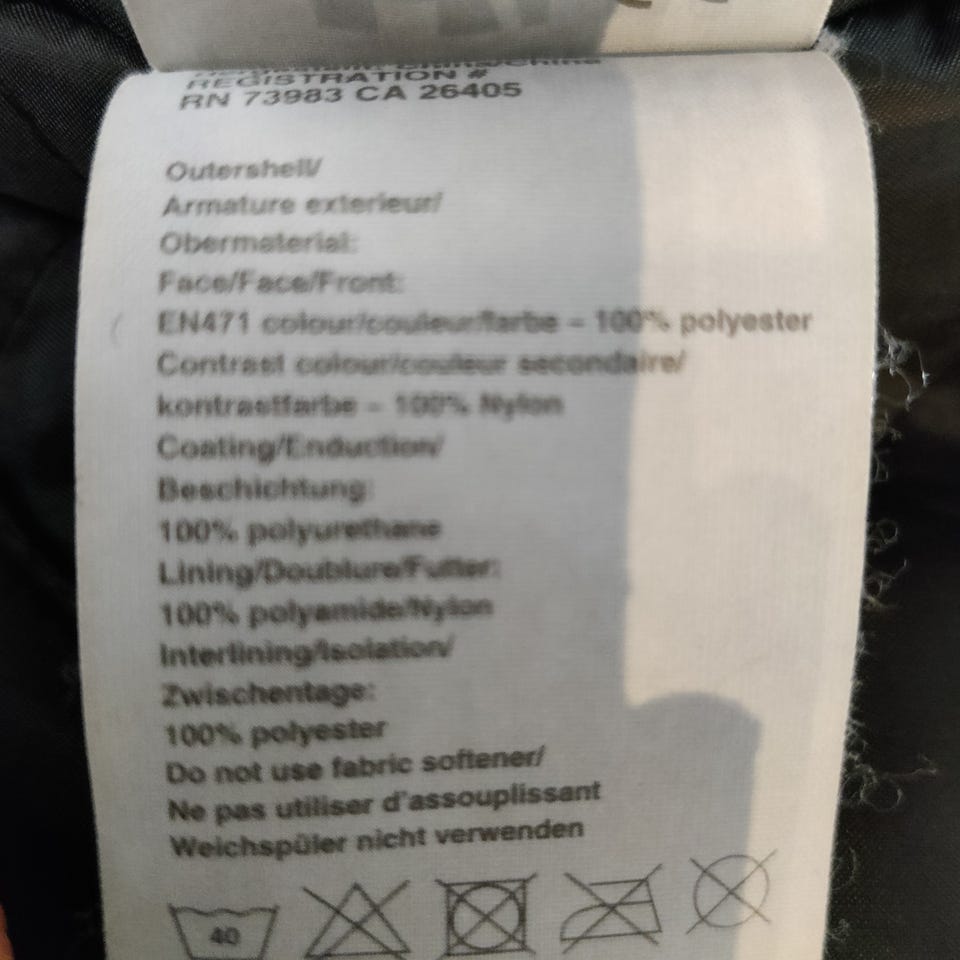 REGISTRATION #
RN 73983 CA 26405
Outershell/
Armature exterieur/
Obermaterial:
Face/Face/Front:
EN471 colour/couleur/farbe – 100% polyester
Contrast colour/couleur secondaire/
kontrastfarbe – 100% Nylon
Coating/Enduction/
Beschichtung:
100% polyurethane
Lining/Doublure/Futter:
100% polyamide/Nylon
Interlining/Isolation/
Zwischentage:
100% polyester
Do not use fabric softener/
Ne pas utiliser d'assouplissant
Weichspüler nicht verwenden
40